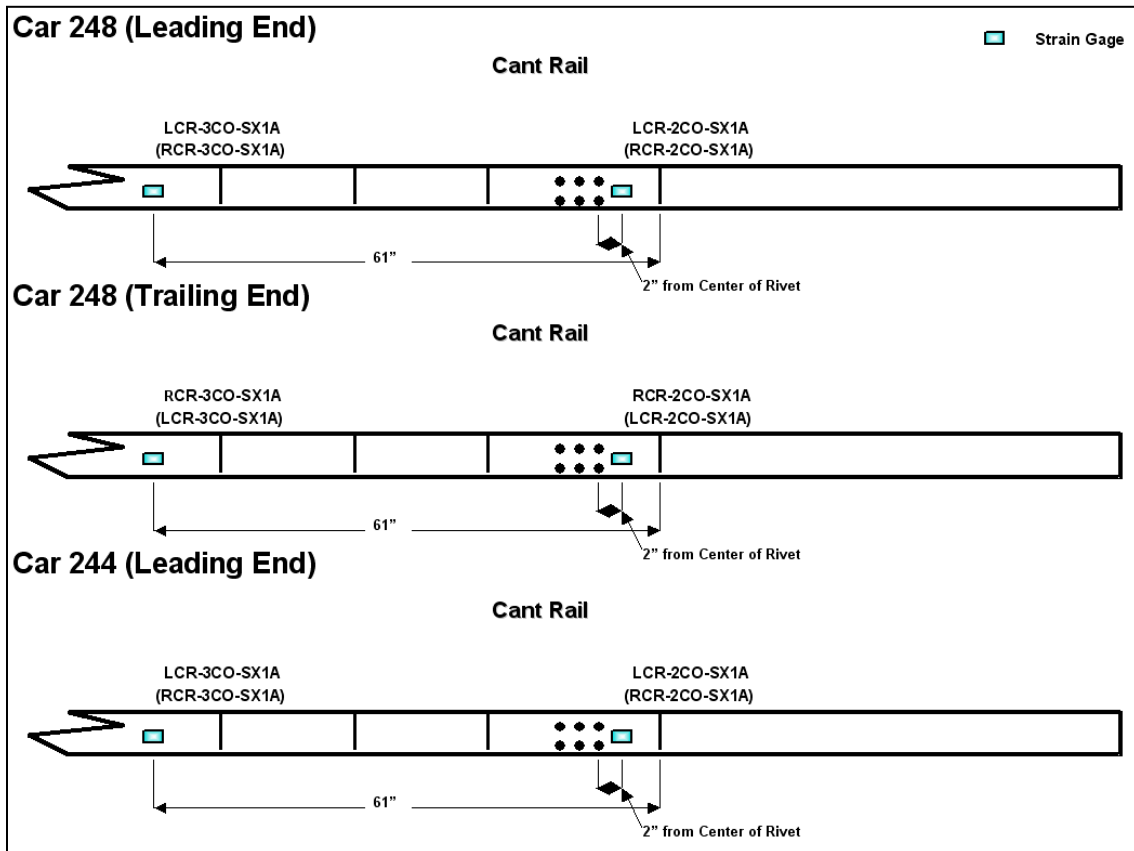 Car 248 (Leading End)
Strain Gage
Cant Rail
LCR-3CO-SX1A
(RCR-3CO-SX1A)
LCR-2CO-SX1A
(RCR-2CO-SX1A)
61”
2” from Center of Rivet
Car 248 (Trailing End)
Cant Rail
RCR-3CO-SX1A
(LCR-3CO-SX1A)
RCR-2CO-SX1A
(LCR-2CO-SX1A)
61”
2” from Center of Rivet
Car 244 (Leading End)
Cant Rail
LCR-3CO-SX1A
(RCR-3CO-SX1A)
LCR-2CO-SX1A
(RCR-2CO-SX1A)
61”
2” from Center of Rivet